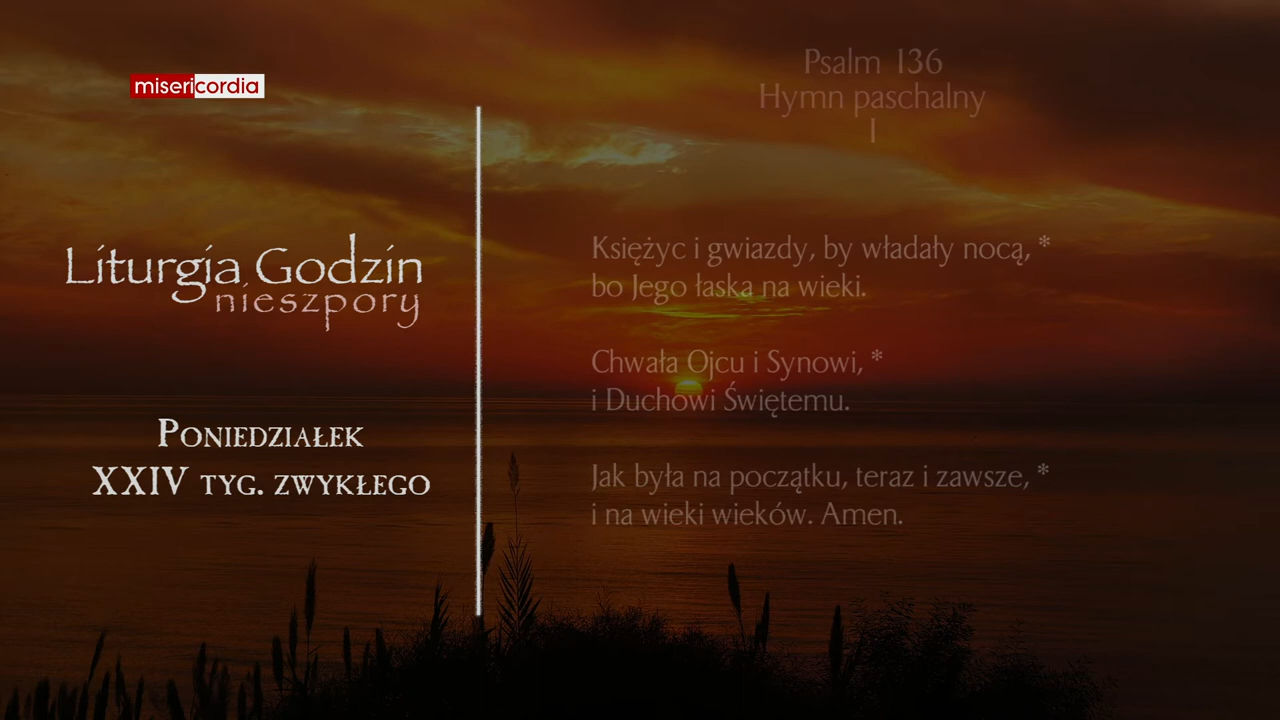 misericordia
Liturgia Godzin
nieszpory
Poniedziałek
XXIV tyg. zwykłego
Psalm 136
Hymn paschalny
I
Księżyc i gwiazdy, by władały nocą, *
bo Jego łaska na wieki.
Chwała Ojcu i Synowi, *
i Duchowi Świętemu.
Jak była na początku, teraz i zawsze, *
i na wieki wieków. Amen.